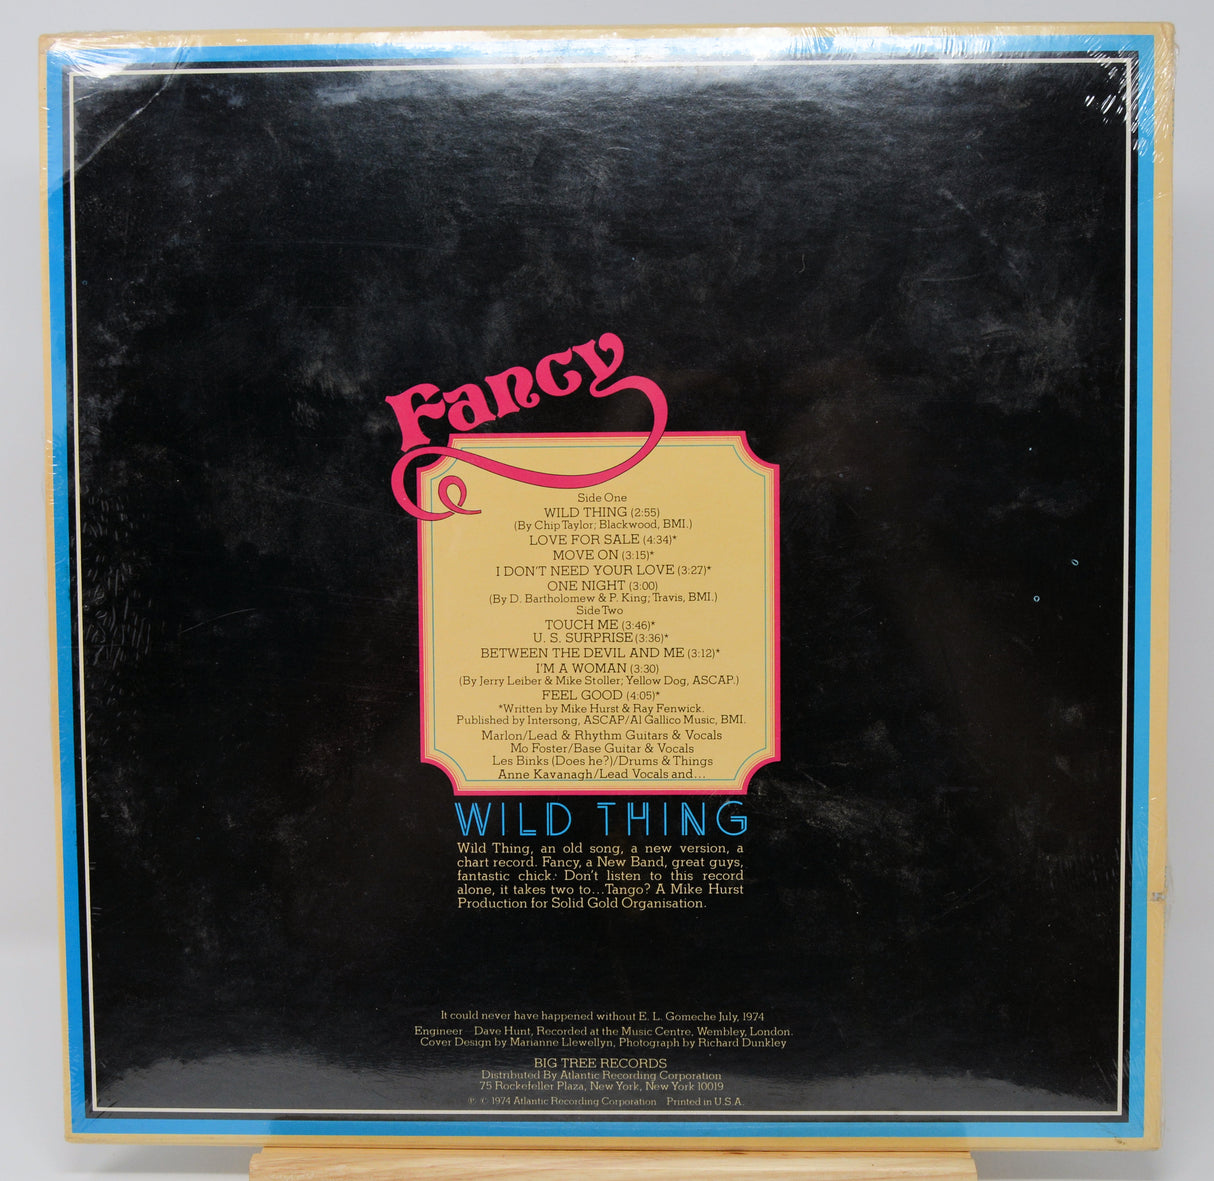 Fancy
Side One
WILD THING (2:55)
(By Chip Taylor; Blackwood, BMI.)
LOVE FOR SALE (4:34)*
MOVE ON (3:15)*
I DON'T NEED YOUR LOVE (3:27)*
ONE NIGHT (3:00)
(By D. Bartholomew & P. King; Travis, BMI.)
Side Two
TOUCH ME (3:46)*
U. S. SURPRISE (3:36)*
BETWEEN THE DEVIL AND ME (3:12)*
I'M A WOMAN (3:30)
(By Jerry Leiber & Mike Stoller; Yellow Dog, ASCAP.)
FEEL GOOD (4:05)*
*Written by Mike Hurst & Ray Fenwick.
Published by Intersong, ASCAP/Al Gallico Music, BMI.
Marlon/Lead & Rhythm Guitars & Vocals
Mo Foster/Base Guitar & Vocals
Les Binks (Does he?)/Drums & Things
Anne Kavanagh/Lead Vocals and...
WILD THING
Wild Thing, an old song, a new version, a
chart record. Fancy, a New Band, great guys,
fantastic chick. Don't listen to this record
alone, it takes two to...Tango? A Mike Hurst
Production for Solid Gold Organisation.
It could never have happened without E. L. Gomeche July, 1974
Engineer Dave Hunt, Recorded at the Music Centre, Wembley, London.
Cover Design by Marianne Llewellyn, Photograph by Richard Dunkley
BIG TREE RECORDS
Distributed By Atlantic Recording Corporation
75 Rockefeller Plaza, New York, New York 10019
℗ © 1974 Atlantic Recording Corporation Printed in U.S.A.